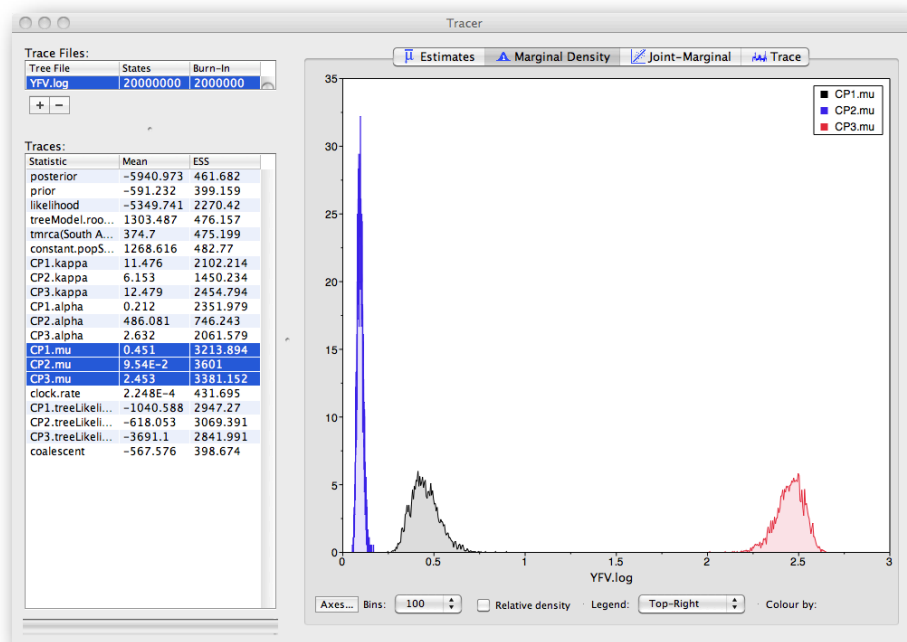 Tracer
Trace Files:
Tree File States Burn-In
YFV.log 20000000 2000000
+ −
Traces:
Statistic Mean ESS
posterior -5940.973 461.682
prior -591.232 399.159
likelihood -5349.741 2270.42
treeModel.roo... 1303.487 476.157
tmrca(South A... 374.7 475.199
constant.popS... 1268.616 482.77
CP1.kappa 11.476 2102.214
CP2.kappa 6.153 1450.234
CP3.kappa 12.479 2454.794
CP1.alpha 0.212 2351.979
CP2.alpha 486.081 746.243
CP3.alpha 2.632 2061.579
CP1.mu 0.451 3213.894
CP2.mu 9.54E-2 3601
CP3.mu 2.453 3381.152
clock.rate 2.248E-4 431.695
CP1.treeLikeli... -1040.588 2947.27
CP2.treeLikeli... -618.053 3069.391
CP3.treeLikeli... -3691.1 2841.991
coalescent -567.576 398.674
μ Estimates Marginal Density Joint-Marginal Trace
35
30
25
20
15
10
5
0
CP1.mu
CP2.mu
CP3.mu
0 0.5 1 1.5 2 2.5 3
YFV.log
Axes... Bins: 100 Relative density Legend: Top-Right Colour by: